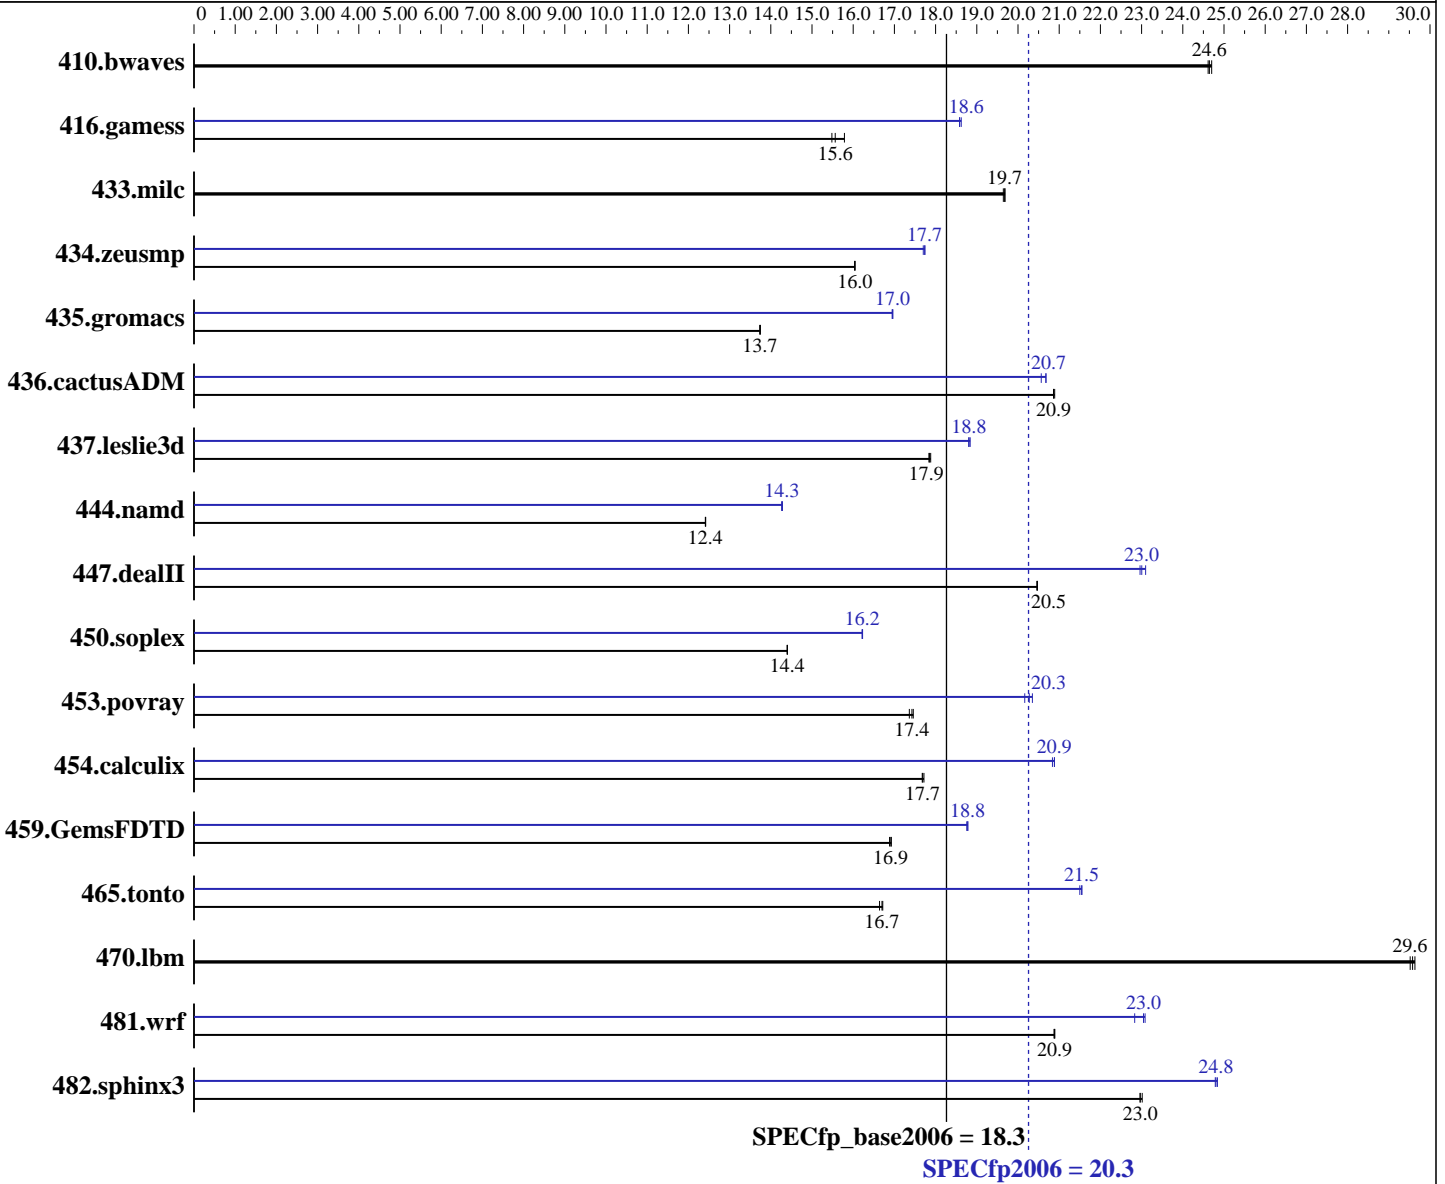 0 1.00 2.00 3.00 4.00 5.00 6.00 7.00 8.00 9.00 10.0 11.0 12.0 13.0 14.0 15.0 16.0 17.0 18.0 19.0 20.0 21.0 22.0 23.0 24.0 25.0 26.0 27.0 28.0 30.0
410.bwaves 24.6
416.gamess 18.6
15.6
433.milc 19.7
434.zeusmp 17.7
16.0
435.gromacs 17.0
13.7
436.cactusADM 20.7
20.9
437.leslie3d 18.8
17.9
444.namd 14.3
12.4
447.dealII 23.0
20.5
450.soplex 16.2
14.4
453.povray 20.3
17.4
454.calculix 20.9
17.7
459.GemsFDTD 18.8
16.9
465.tonto 21.5
16.7
470.lbm 29.6
481.wrf 23.0
20.9
482.sphinx3 24.8
23.0
SPECfp_base2006 = 18.3
SPECfp2006 = 20.3